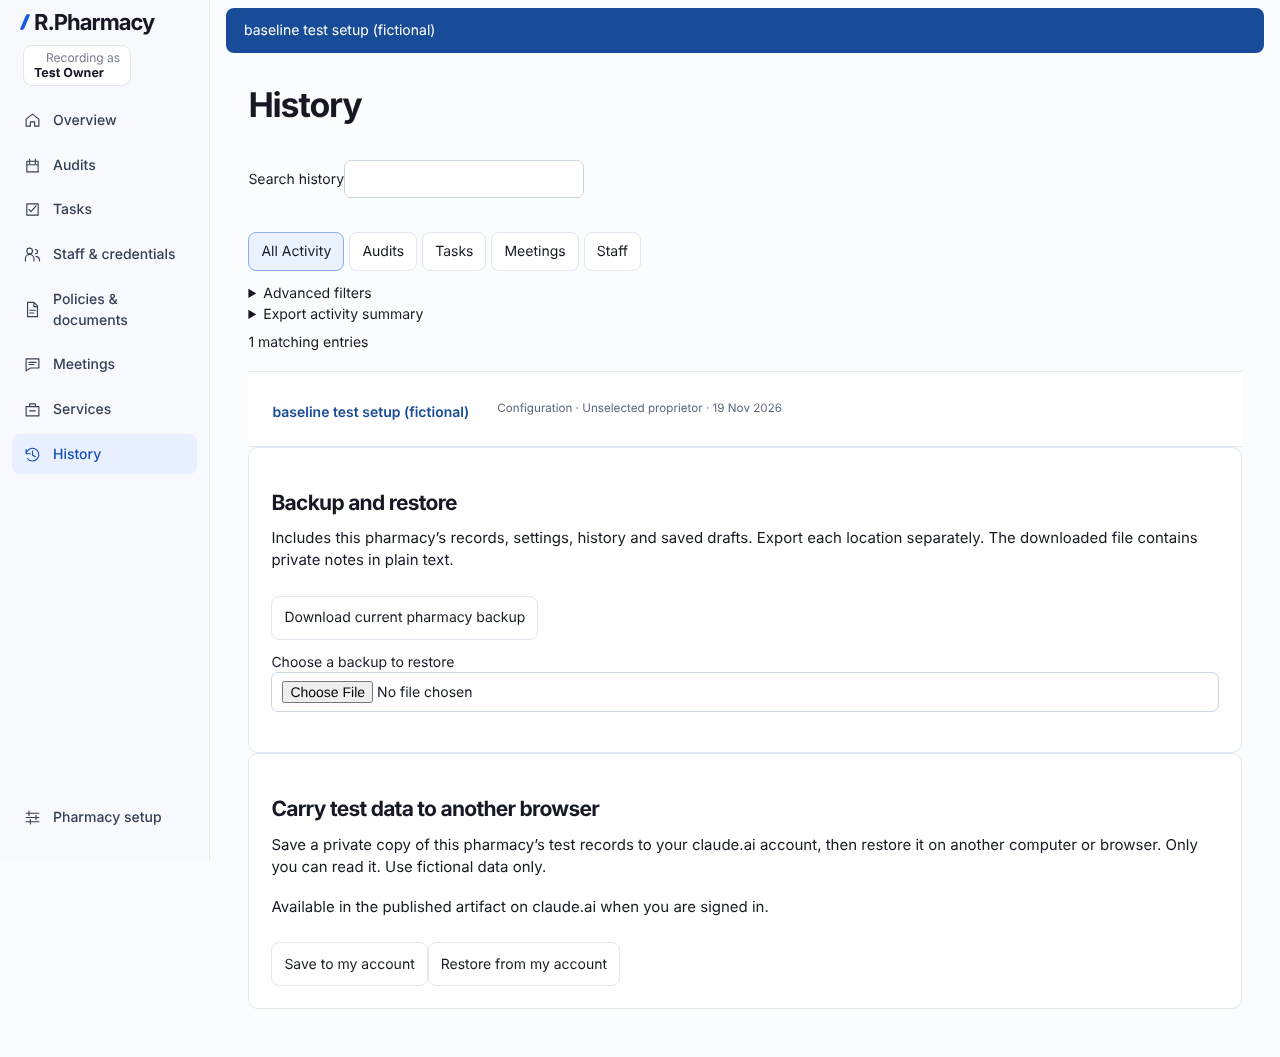 R.Pharmacy
Recording as
Test Owner
Overview
Audits
Tasks
Staff & credentials
Policies &
documents
Meetings
Services
History
Pharmacy setup
baseline test setup (fictional)
History
Search history
All Activity
Audits
Tasks
Meetings
Staff
Advanced filters
Export activity summary
1 matching entries
baseline test setup (fictional)
Configuration · Unselected proprietor · 19 Nov 2026
Backup and restore
Includes this pharmacy’s records, settings, history and saved drafts. Export each location separately. The downloaded file contains
private notes in plain text.
Download current pharmacy backup
Choose a backup to restore
Choose File No file chosen
Carry test data to another browser
Save a private copy of this pharmacy’s test records to your claude.ai account, then restore it on another computer or browser. Only
you can read it. Use fictional data only.
Available in the published artifact on claude.ai when you are signed in.
Save to my account
Restore from my account